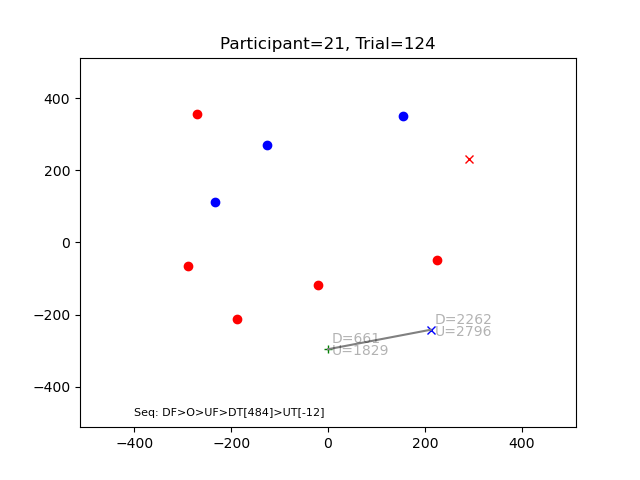 Participant=21, Trial=124
400
200
0
−200
−400
D=2262
U=2796
D=661
U=1829
Seq: DF>O>UF>DT[484]>UT[-12]
−400
−200
0
200
400